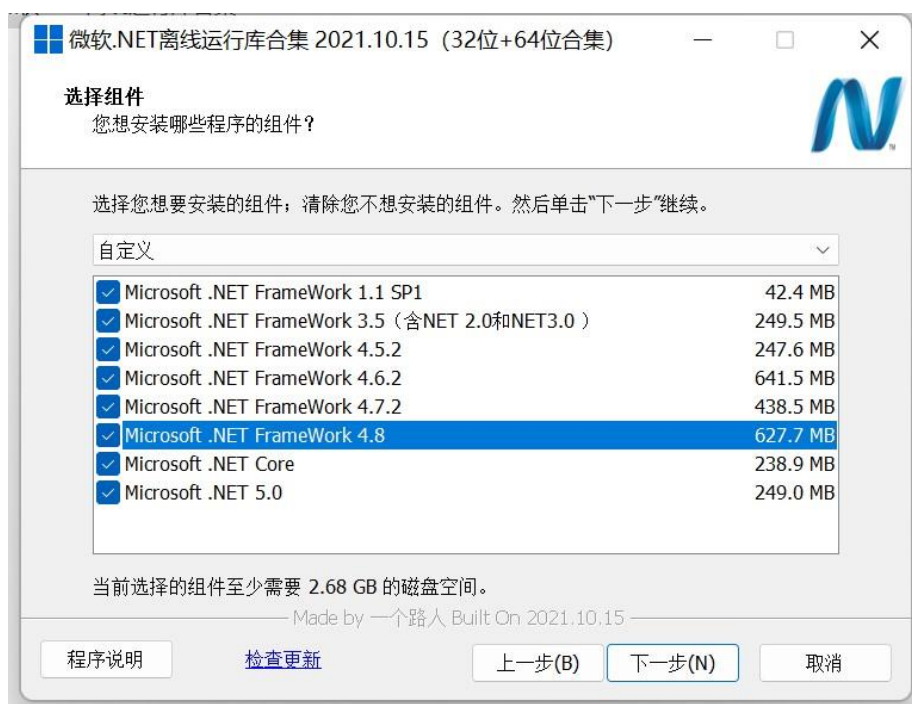 微软.NET离线运行库合集 2021.10.15（32位+64位合集）
选择组件
您想安装哪些程序的组件？
选择您想要安装的组件；清除您不想安装的组件。然后单击“下一步”继续。
自定义
Microsoft .NET FrameWork 1.1 SP1 42.4 MB
Microsoft .NET FrameWork 3.5（含NET 2.0和NET3.0 ） 249.5 MB
Microsoft .NET FrameWork 4.5.2 247.6 MB
Microsoft .NET FrameWork 4.6.2 641.5 MB
Microsoft .NET FrameWork 4.7.2 438.5 MB
Microsoft .NET FrameWork 4.8 627.7 MB
Microsoft .NET Core 238.9 MB
Microsoft .NET 5.0 249.0 MB
当前选择的组件至少需要 2.68 GB 的磁盘空间。
Made by 一个路人 Built On 2021.10.15
程序说明 检查更新 上一步(B) 下一步(N) 取消